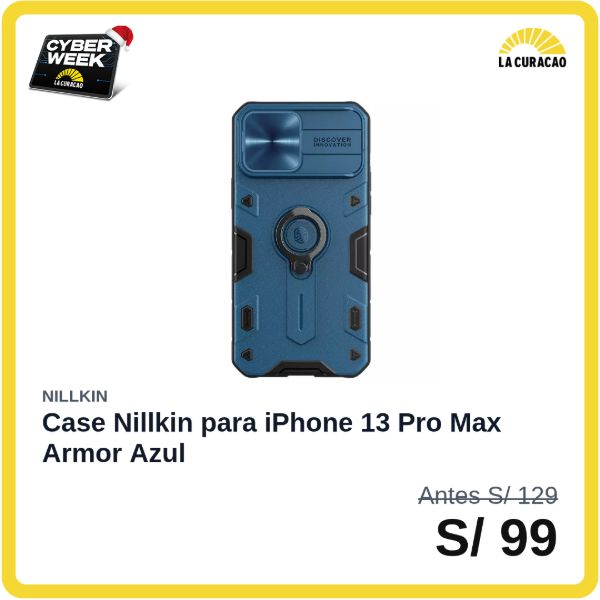 CYBER
WEEK
LA CURACAO
LA CURACAO
DISCOVER
INNOVATION
NILLKIN
Case Nillkin para iPhone 13 Pro Max
Armor Azul
Antes S/ 129
S/ 99